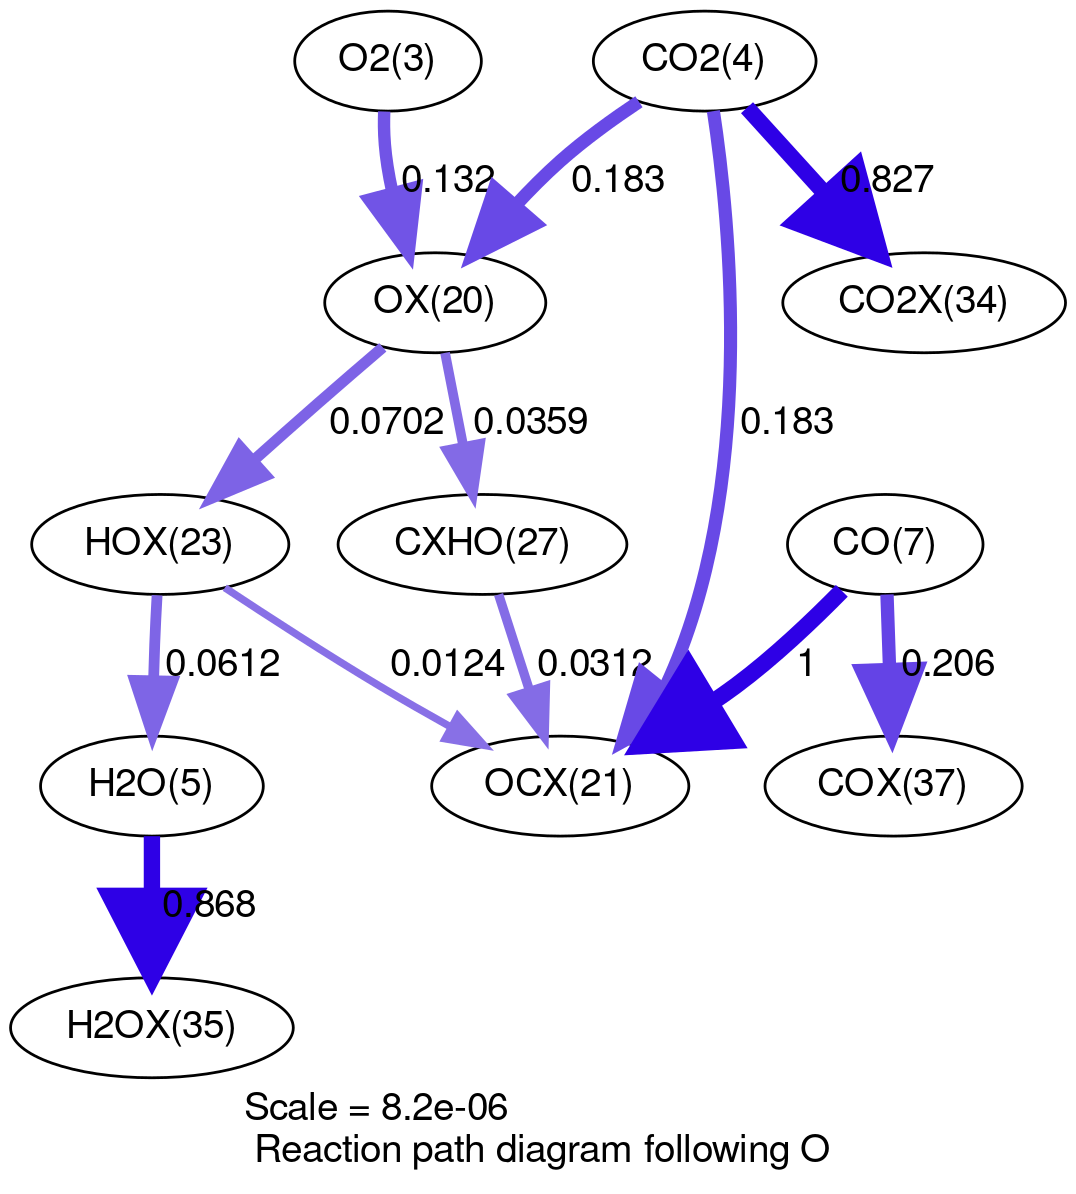 O2(3)
CO2(4)
0.132
0.183
0.827
OX(20)
CO2X(34)
0.0702
0.0359
0.183
HOX(23)
CXHO(27)
CO(7)
0.0612
0.0124
0.0312
1
0.206
H2O(5)
OCX(21)
COX(37)
0.868
H2OX(35)
Scale = 8.2e-06
Reaction path diagram following O